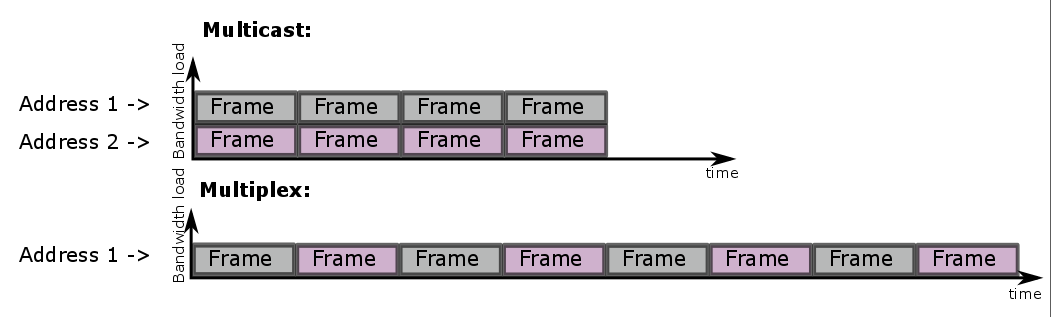 Multicast:
Bandwidth load
Address 1 -> Frame Frame Frame Frame
Address 2 -> Frame Frame Frame Frame
time
Multiplex:
Bandwidth load
Address 1 -> Frame Frame Frame Frame Frame Frame Frame Frame
time